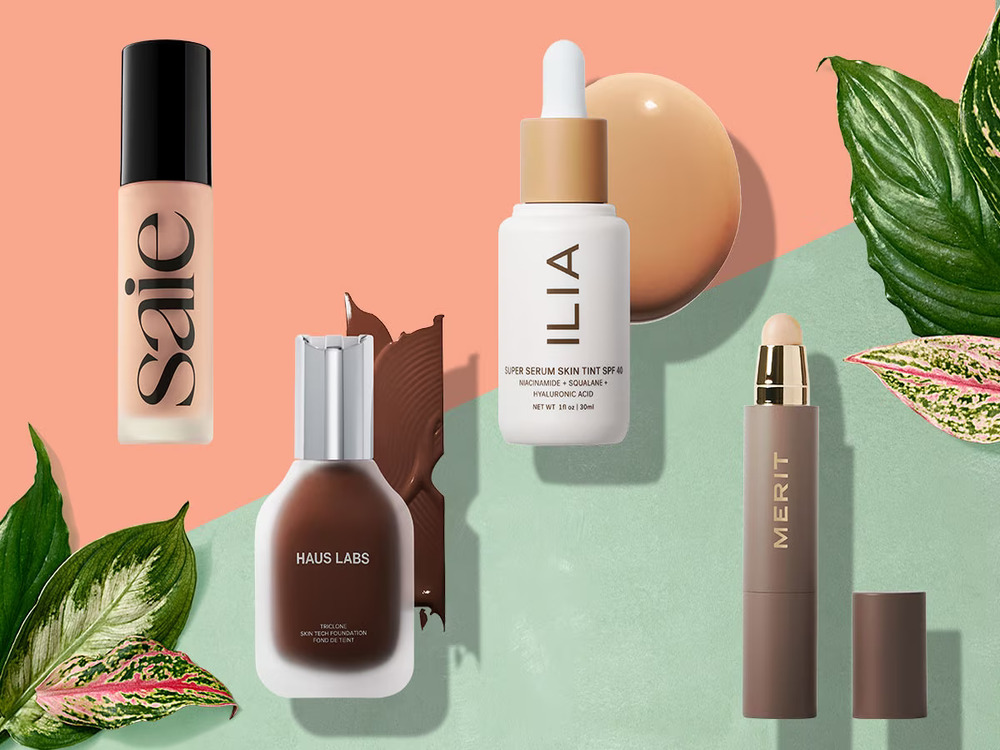 saie
ILIA
SUPER SERUM SKIN TINT SPF 40
NIACINAMIDE + SQUALANE +
HYALURONIC ACID
NET WT 1fl oz | 30ml
HAUS LABS
TRICLONE
SKIN TECH FOUNDATION
FOND DE TEINT
MERIT